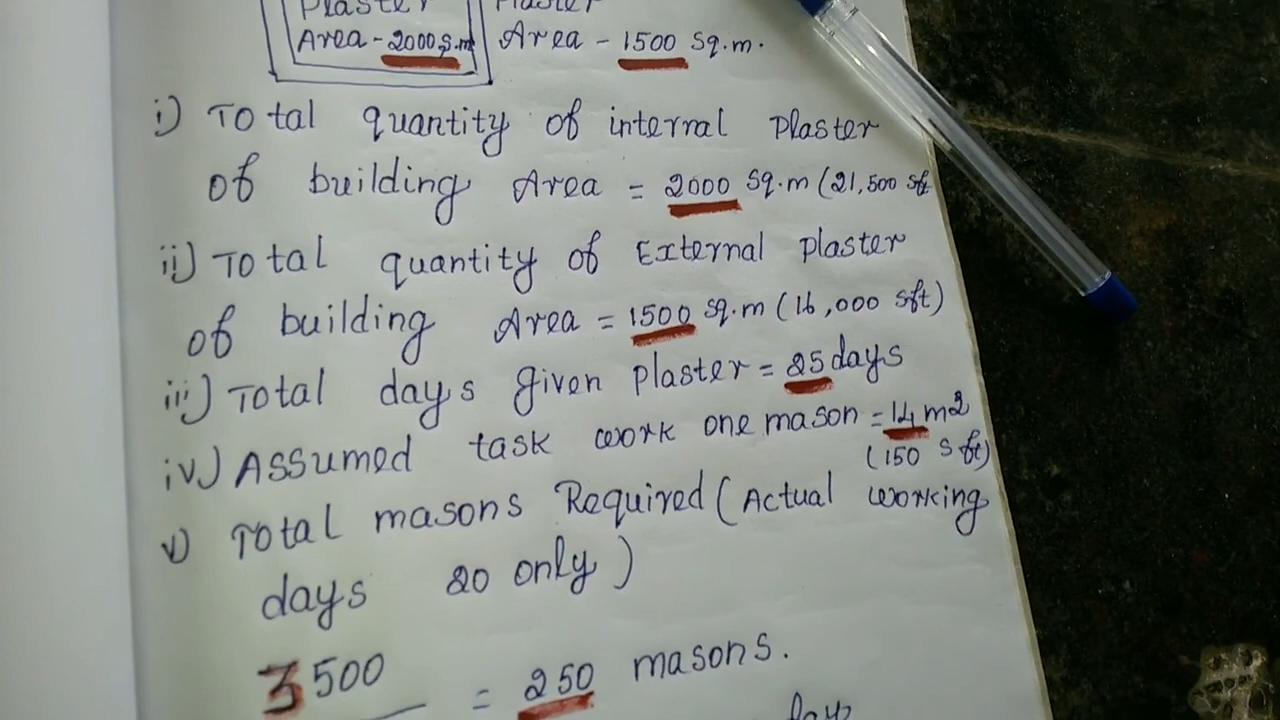 Plaster Plaster
Area - 2000 S.m Area - 1500 Sq.m.
i) Total quantity of internal Plaster
of building Area = 2000 Sq.m (21,500 sft
ii) Total quantity of External plaster
of building Area = 1500 Sq.m (16,000 sft)
iii) Total days given plaster = 25 days
iv) Assumed task work one mason = 14 m2
(150 sft)
v) Total masons Required (Actual working
days 20 only)
3500 = 250 masons.
day